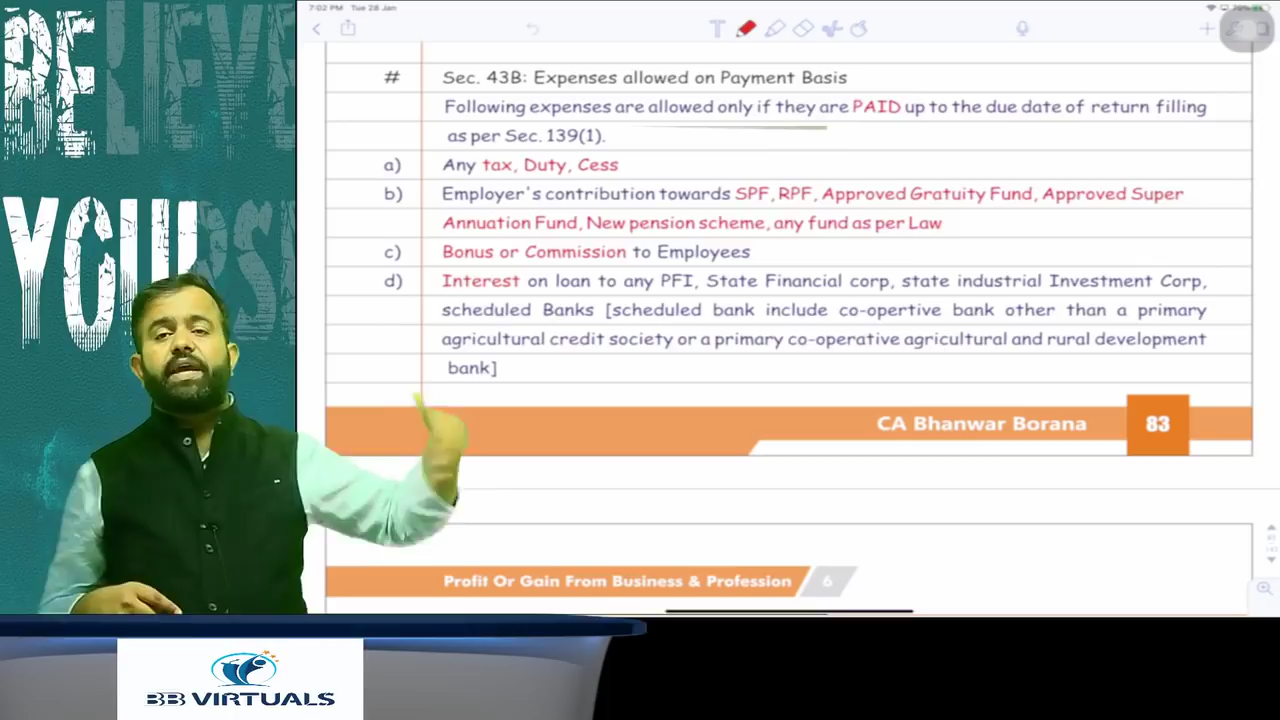 7:02 PM Tue 28 Jan
BELIEVE
YOURSE
# Sec. 43B: Expenses allowed on Payment Basis
Following expenses are allowed only if they are PAID up to the due date of return filling
as per Sec. 139(1).
a) Any tax, Duty, Cess
b) Employer's contribution towards SPF, RPF, Approved Gratuity Fund, Approved Super
Annuation Fund, New pension scheme, any fund as per Law
c) Bonus or Commission to Employees
d) Interest on loan to any PFI, State Financial corp, state industrial Investment Corp,
scheduled Banks [scheduled bank include co-opertive bank other than a primary
agricultural credit society or a primary co-operative agricultural and rural development
bank]
CA Bhanwar Borana 83
Profit Or Gain From Business & Profession 6
BB VIRTUALS